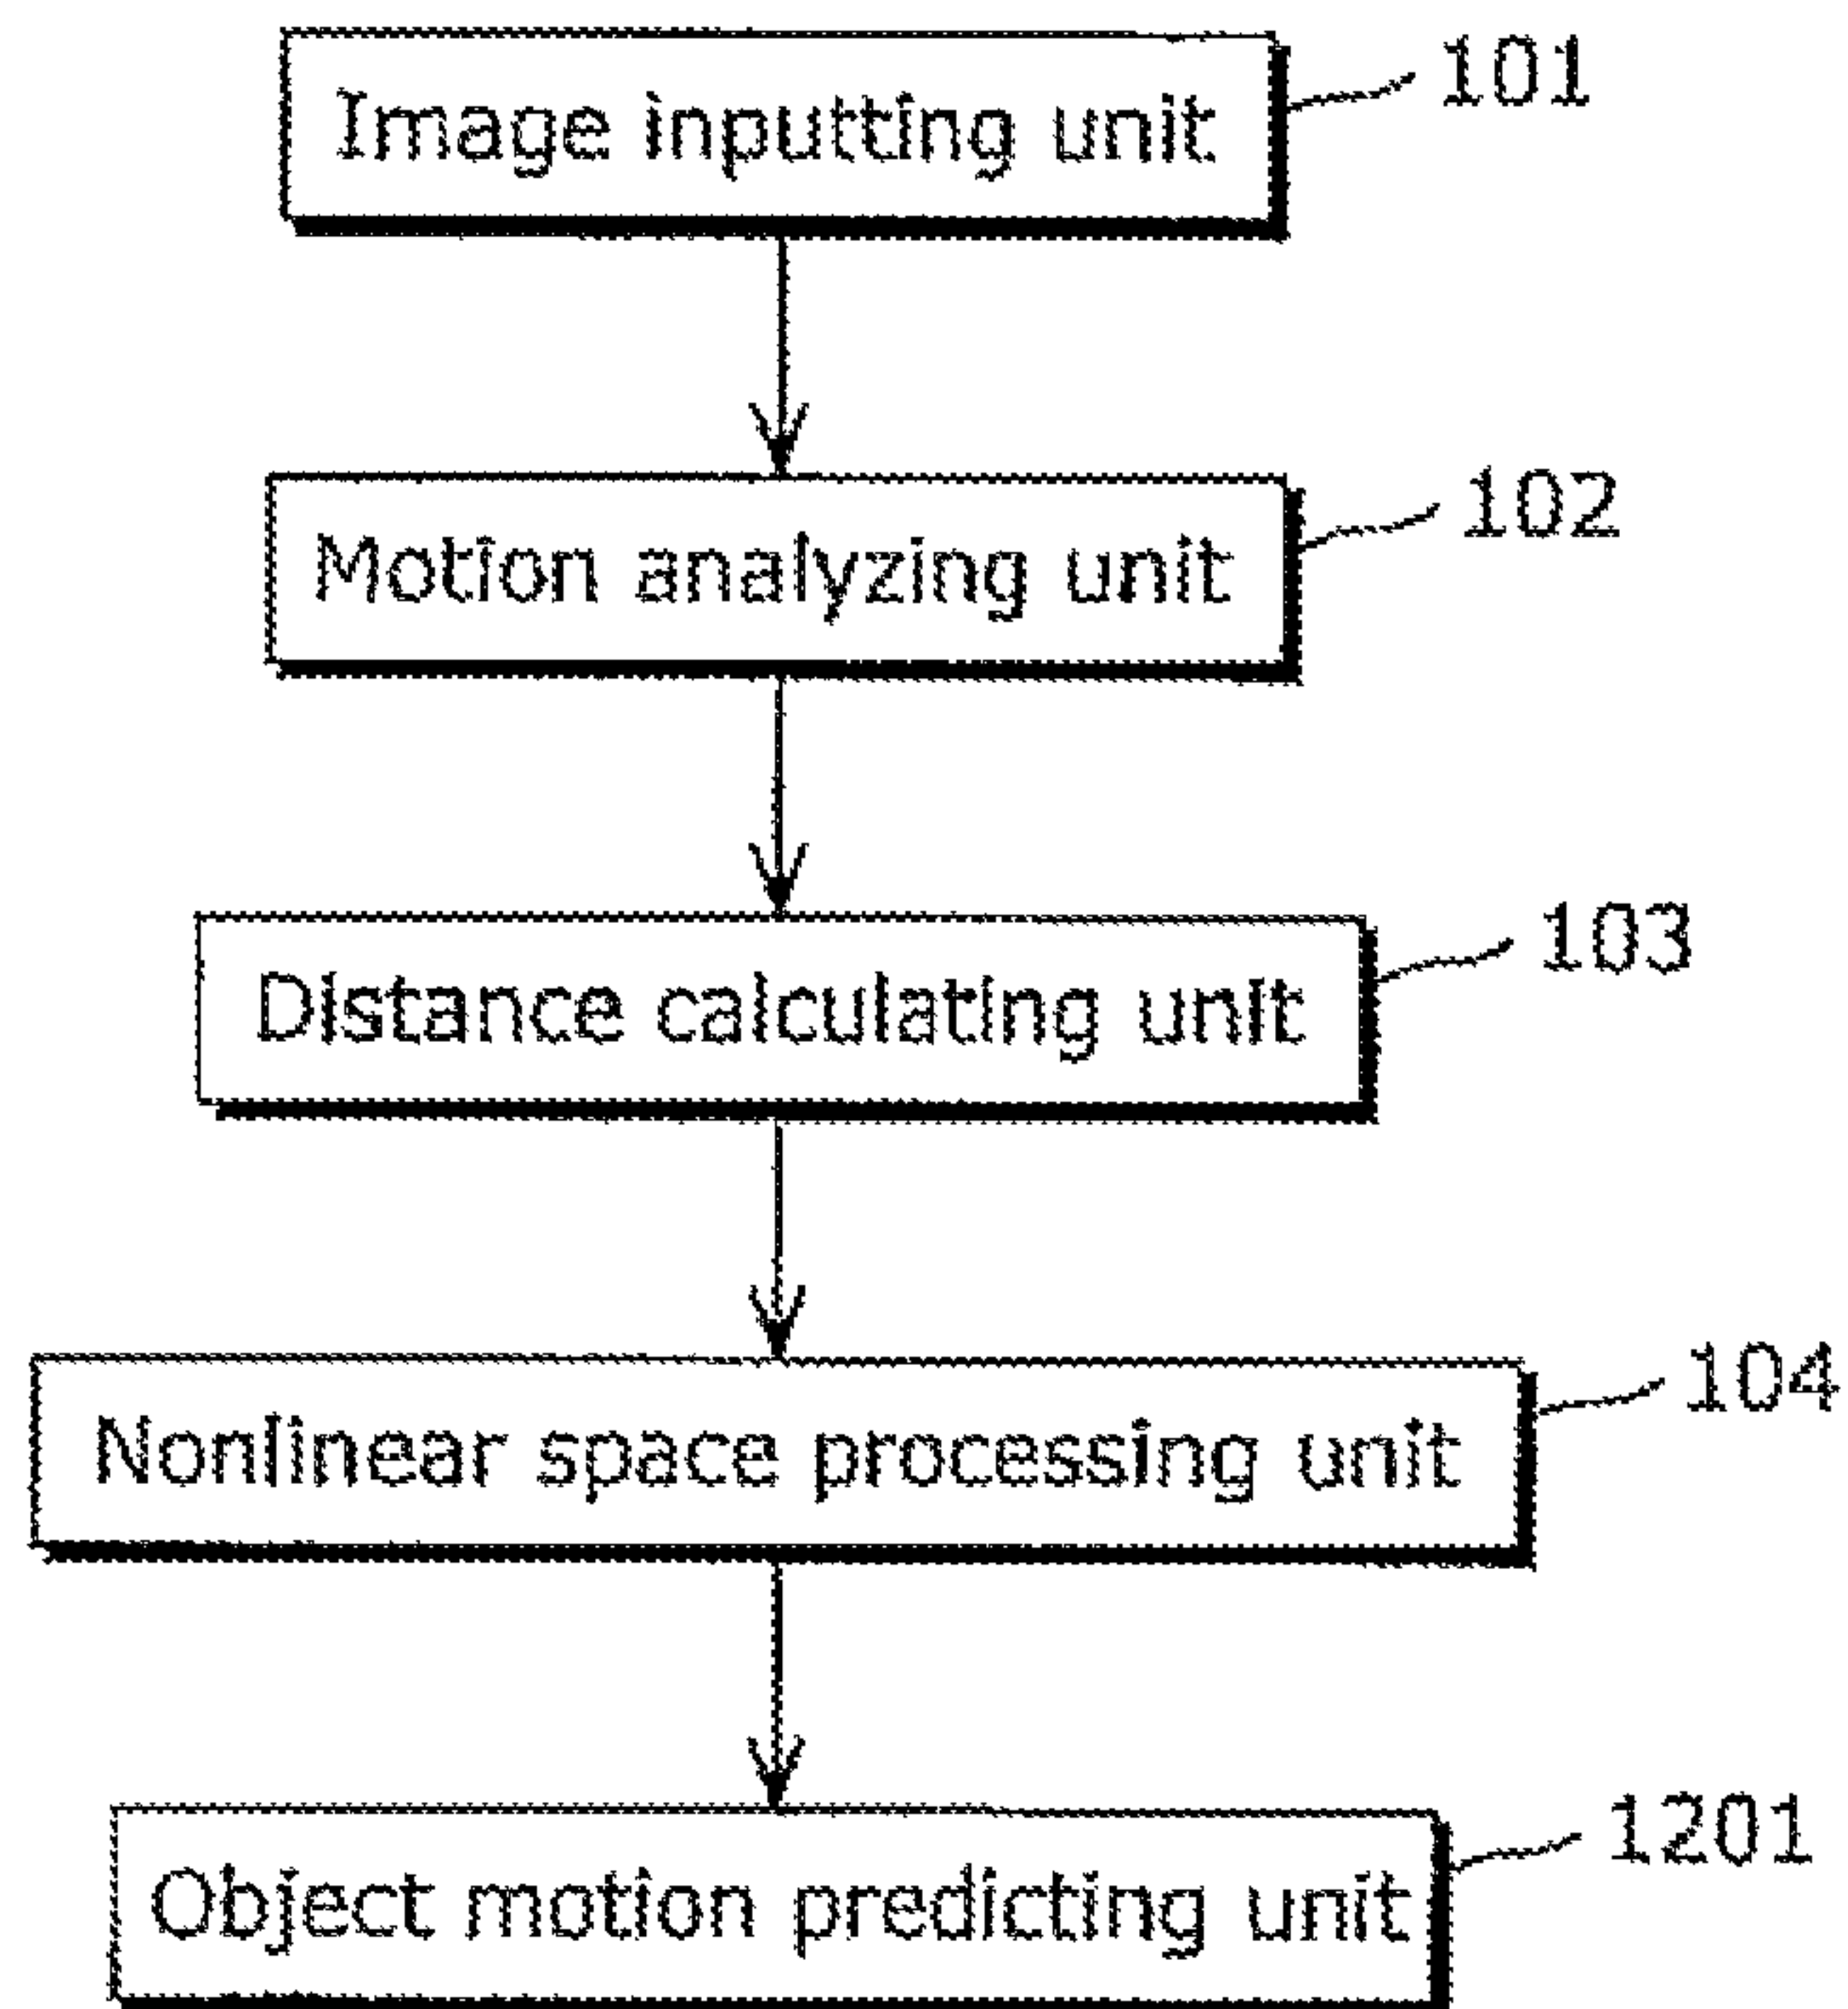 Image inputting unit
101
Motion analyzing unit
102
Distance calculating unit
103
Nonlinear space processing unit
104
Object motion predicting unit
1201